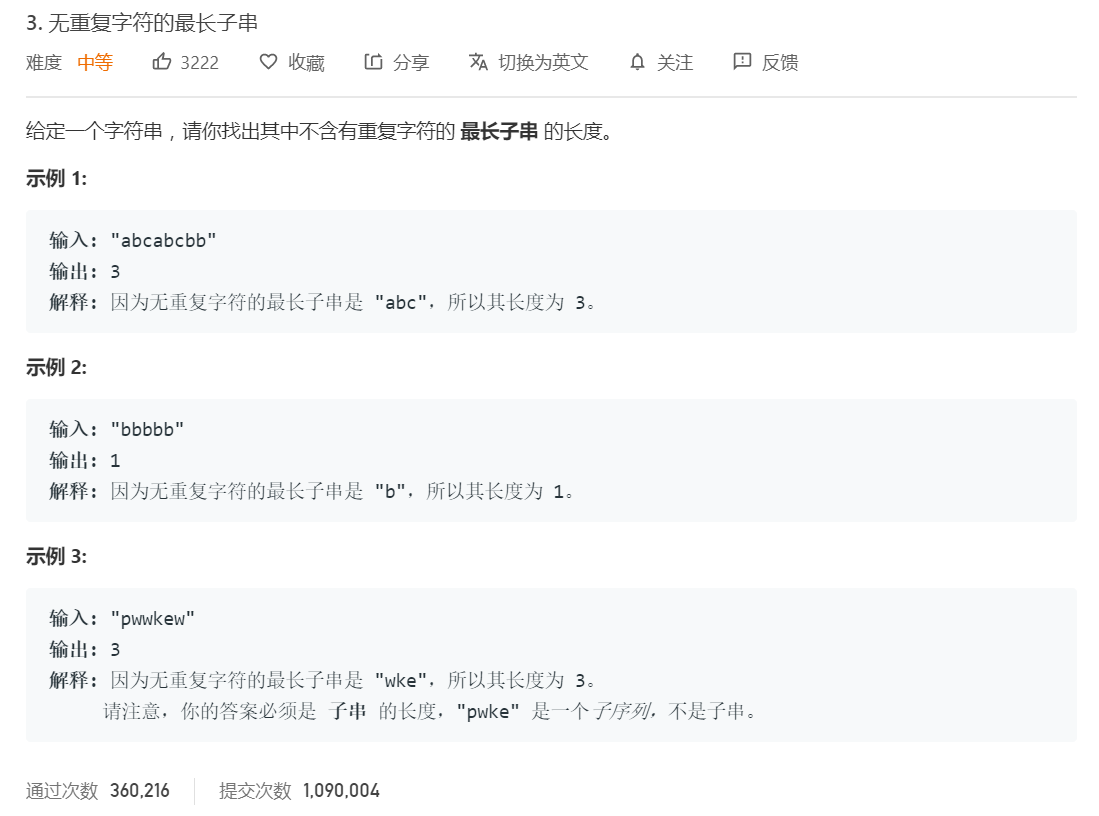 3. 无重复字符的最长子串
难度 中等 3222 收藏 分享 切换为英文 关注 反馈
给定一个字符串，请你找出其中不含有重复字符的 最长子串 的长度。
示例 1:
输入: "abcabcbb"
输出: 3
解释: 因为无重复字符的最长子串是 "abc"，所以其长度为 3。
示例 2:
输入: "bbbbb"
输出: 1
解释: 因为无重复字符的最长子串是 "b"，所以其长度为 1。
示例 3:
输入: "pwwkew"
输出: 3
解释: 因为无重复字符的最长子串是 "wke"，所以其长度为 3。
请注意，你的答案必须是 子串 的长度，"pwke" 是一个子序列，不是子串。
通过次数 360,216 提交次数 1,090,004